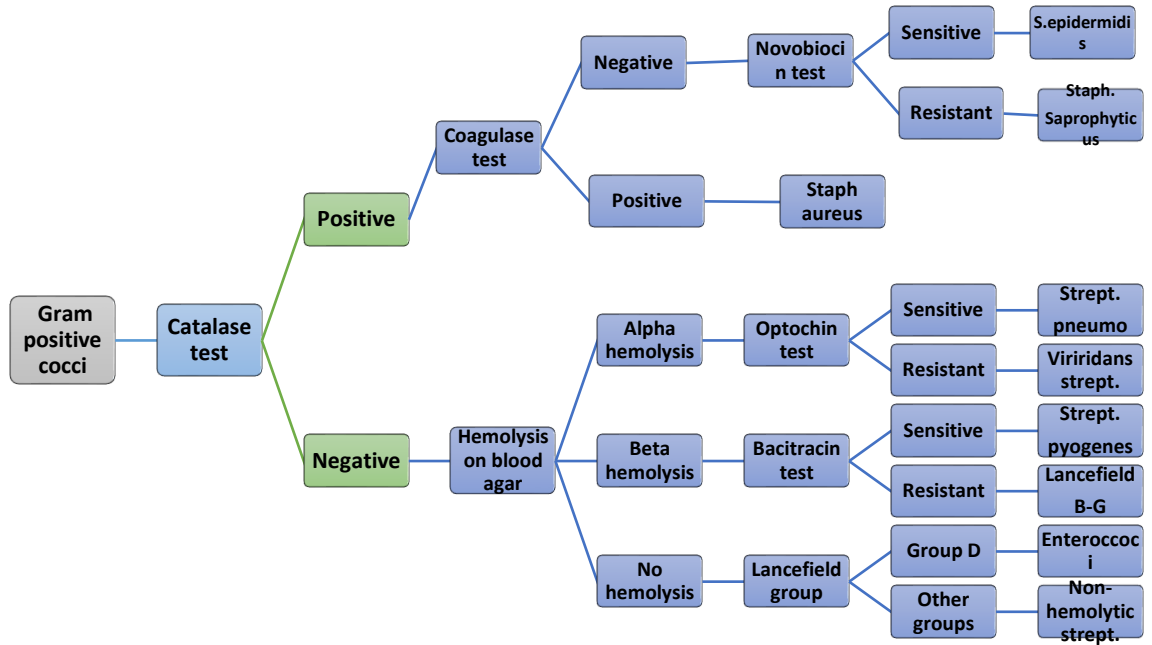 Gram
positive
cocci
Catalase
test
Positive
Coagulase
test
Negative
Novobioci
n test
Sensitive
S.epidermidi
s
Resistant
Staph.
Saprophytic
us
Positive
Staph
aureus
Negative
Hemolysis
on blood
agar
Alpha
hemolysis
Optochin
test
Sensitive
Strept.
pneumo
Resistant
Viriridans
strept.
Beta
hemolysis
Bacitracin
test
Sensitive
Strept.
pyogenes
Resistant
Lancefield
B-G
No
hemolysis
Lancefield
group
Group D
Enteroccoc
i
Other
groups
Non-
hemolytic
strept.